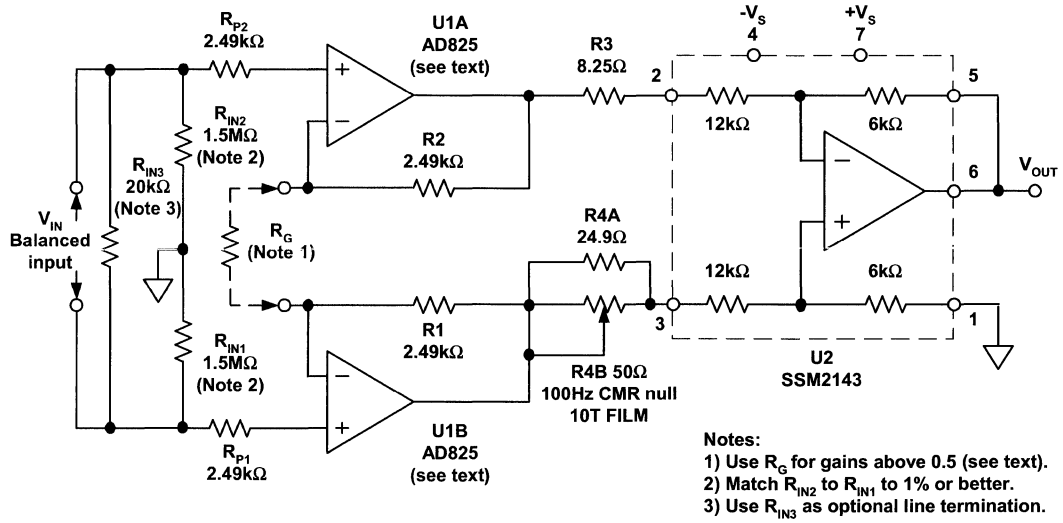 R_P2
2.49kΩ
U1A
AD825
(see text)
R3
8.25Ω
-V_S
4
+V_S
7
2
5
12kΩ
6kΩ
R_IN2
1.5MΩ
(Note 2)
R2
2.49kΩ
R_IN3
20kΩ
(Note 3)
V_IN
Balanced
input
R_G
(Note 1)
R4A
24.9Ω
6
V_OUT
12kΩ
6kΩ
3
1
R1
2.49kΩ
R_IN1
1.5MΩ
(Note 2)
R4B 50Ω
100Hz CMR null
10T FILM
U2
SSM2143
R_P1
2.49kΩ
U1B
AD825
(see text)
+
−
−
+
−
+
Notes:
1) Use R_G for gains above 0.5 (see text).
2) Match R_IN2 to R_IN1 to 1% or better.
3) Use R_IN3 as optional line termination.